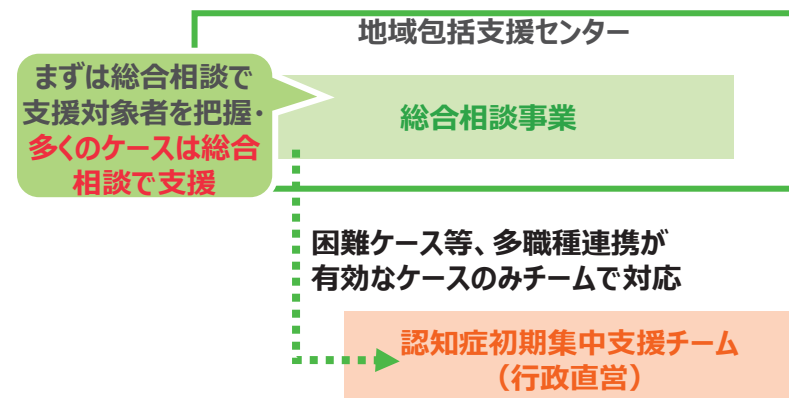 地域包括支援センター
まずは総合相談で
支援対象者を把握・
多くのケースは総合
相談で支援
総合相談事業
困難ケース等、多職種連携が
有効なケースのみチームで対応
認知症初期集中支援チーム
（行政直営）